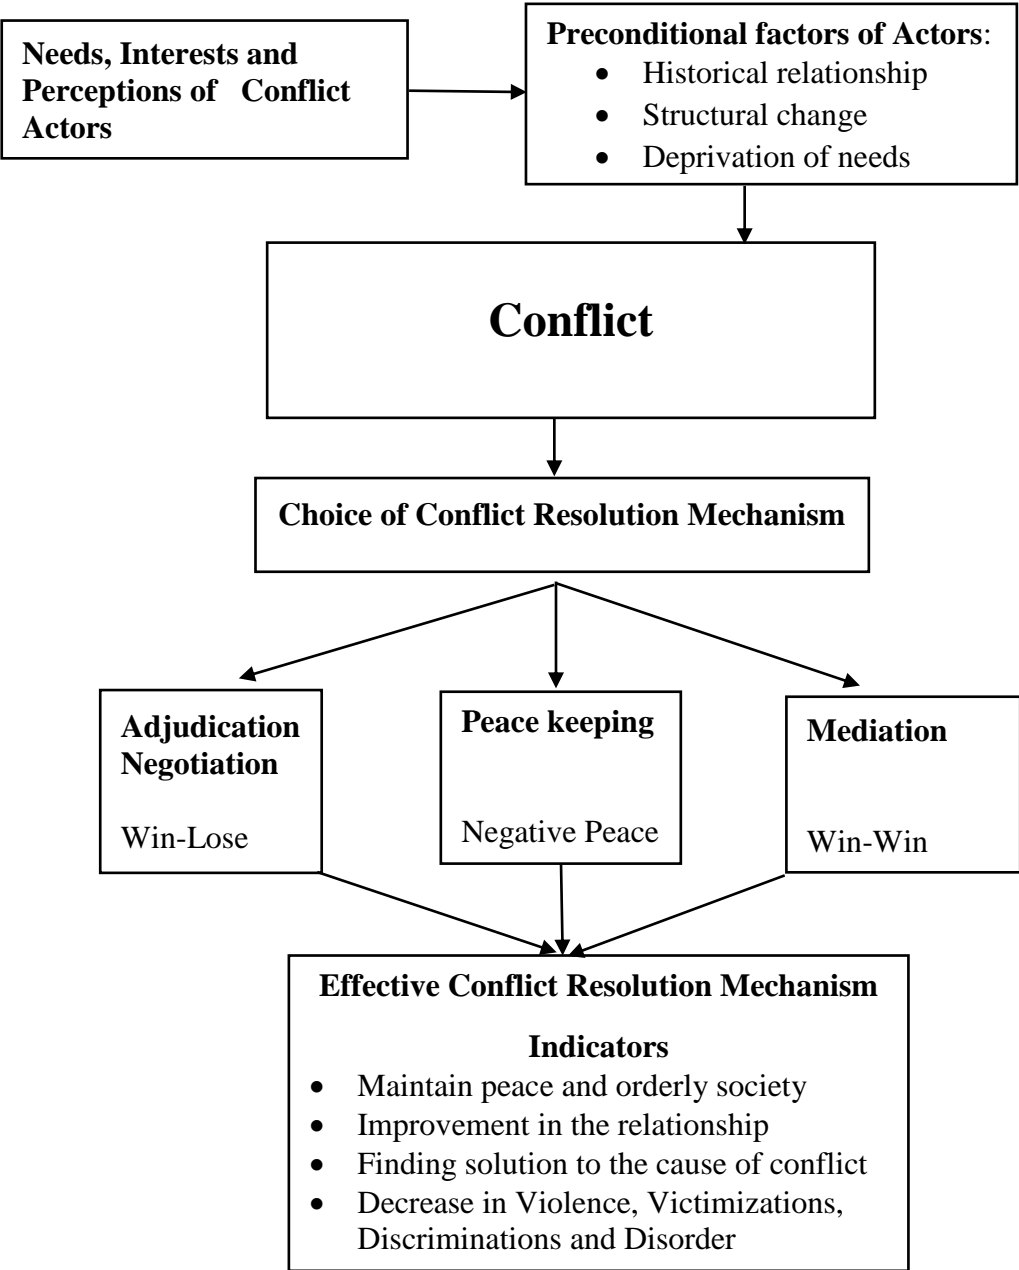 Needs, Interests and
Perceptions of Conflict
Actors
Preconditional factors of Actors:
• Historical relationship
• Structural change
• Deprivation of needs
Conflict
Choice of Conflict Resolution Mechanism
Adjudication
Negotiation
Win-Lose
Peace keeping
Negative Peace
Mediation
Win-Win
Effective Conflict Resolution Mechanism
Indicators
• Maintain peace and orderly society
• Improvement in the relationship
• Finding solution to the cause of conflict
• Decrease in Violence, Victimizations,
Discriminations and Disorder